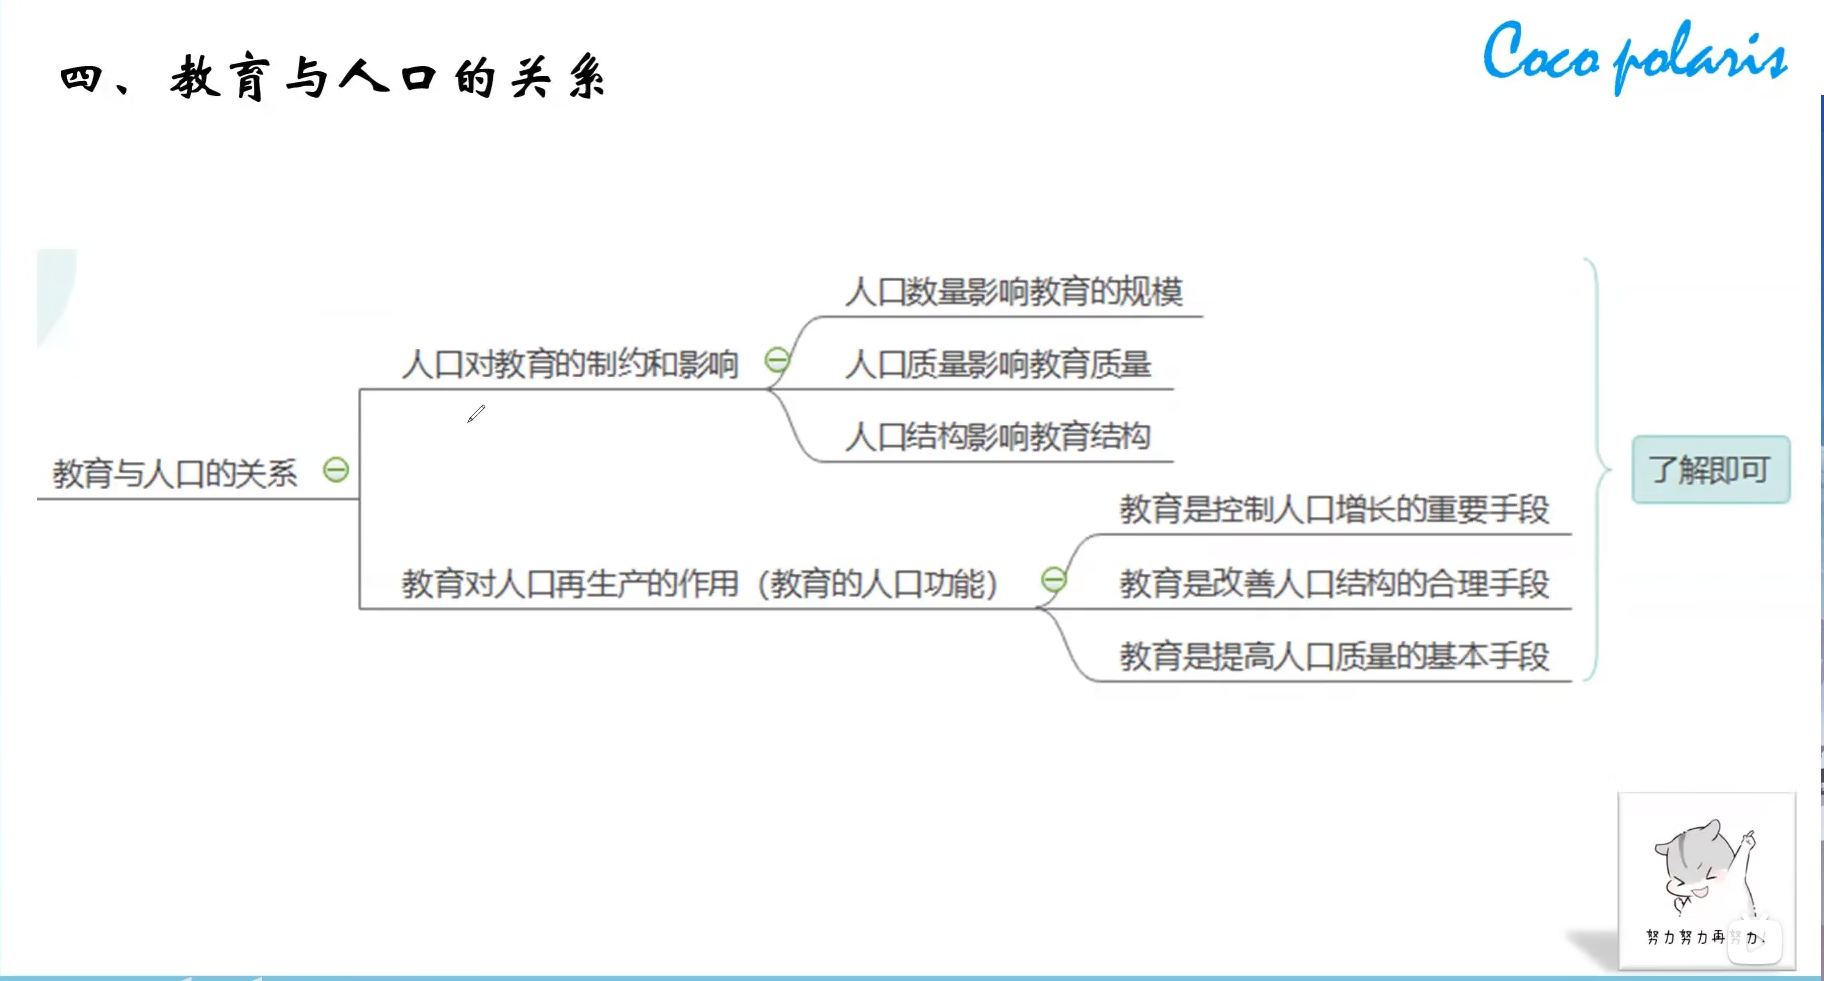 四、教育与人口的关系
Coco polaris
人口数量影响教育的规模
人口对教育的制约和影响
人口质量影响教育质量
人口结构影响教育结构
教育与人口的关系
了解即可
教育是控制人口增长的重要手段
教育对人口再生产的作用（教育的人口功能）
教育是改善人口结构的合理手段
教育是提高人口质量的基本手段
努力努力再努力!